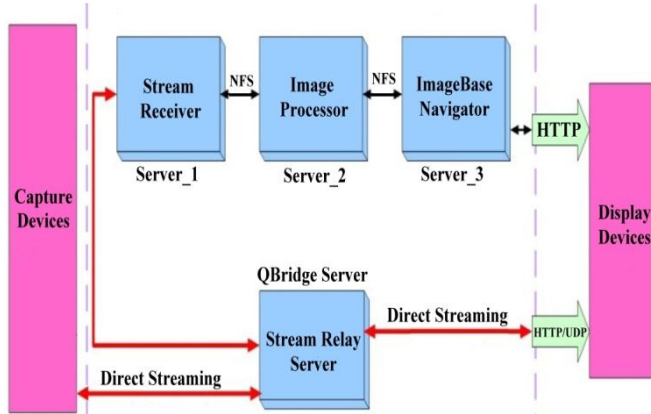 Capture
Devices
Stream
Receiver
NFS
Image
Processor
NFS
ImageBase
Navigator
Server_1
Server_2
Server_3
HTTP
Display
Devices
QBridge Server
Stream Relay
Server
Direct Streaming
HTTP/UDP
Direct Streaming